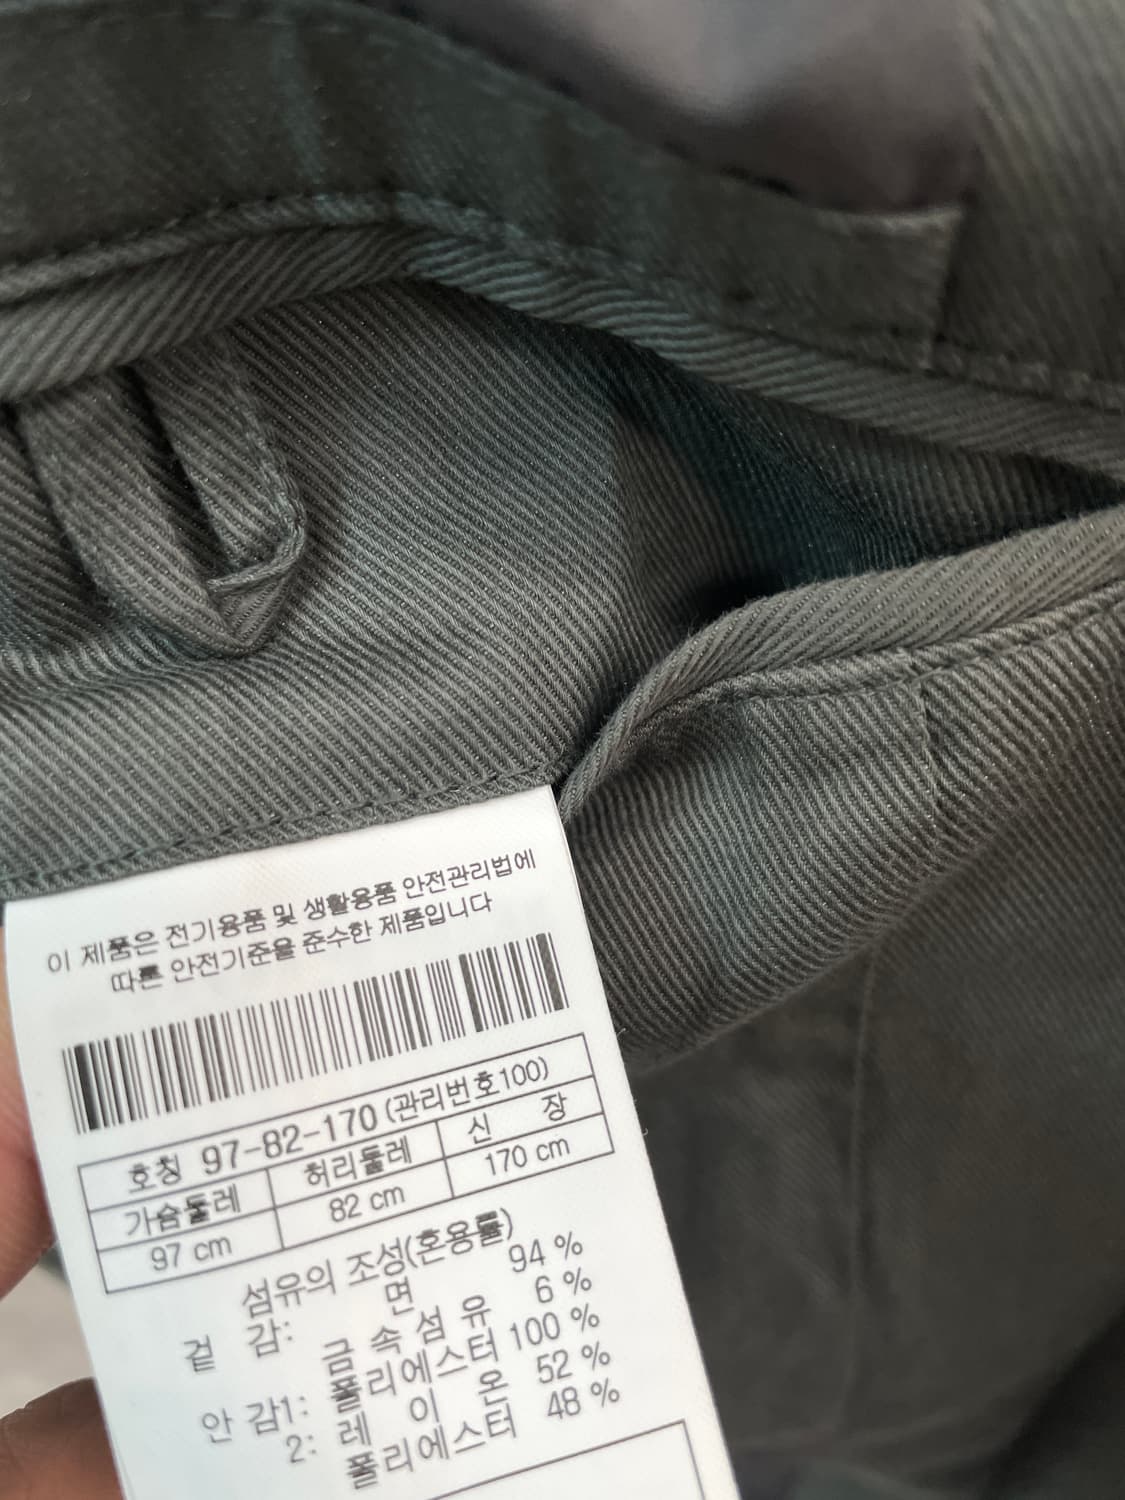 이 제품은 전기용품 및 생활용품 안전관리법에
따른 안전기준을 준수한 제품입니다
호칭 97-82-170 (관리번호100)
가슴둘레 허리둘레 신 장
97 cm 82 cm 170 cm
섬유의 조성(혼용률)
겉 감: 면 94 %
금 속 섬 유 6 %
안 감1: 폴리에스터 100 %
2: 레 이 온 52 %
폴리에스터 48 %